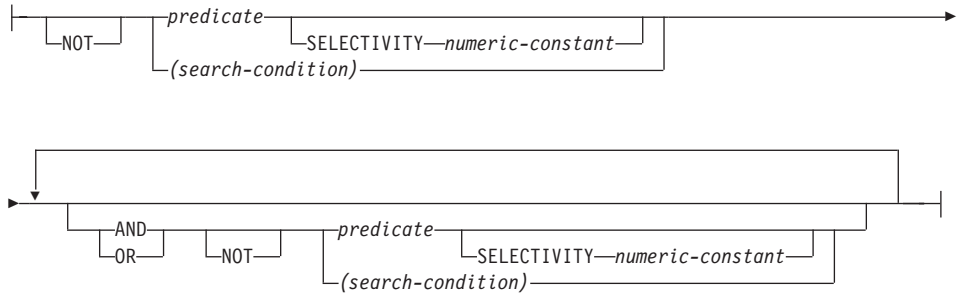 predicate
NOT SELECTIVITY numeric-constant
(search-condition)
AND predicate
OR NOT SELECTIVITY numeric-constant
(search-condition)